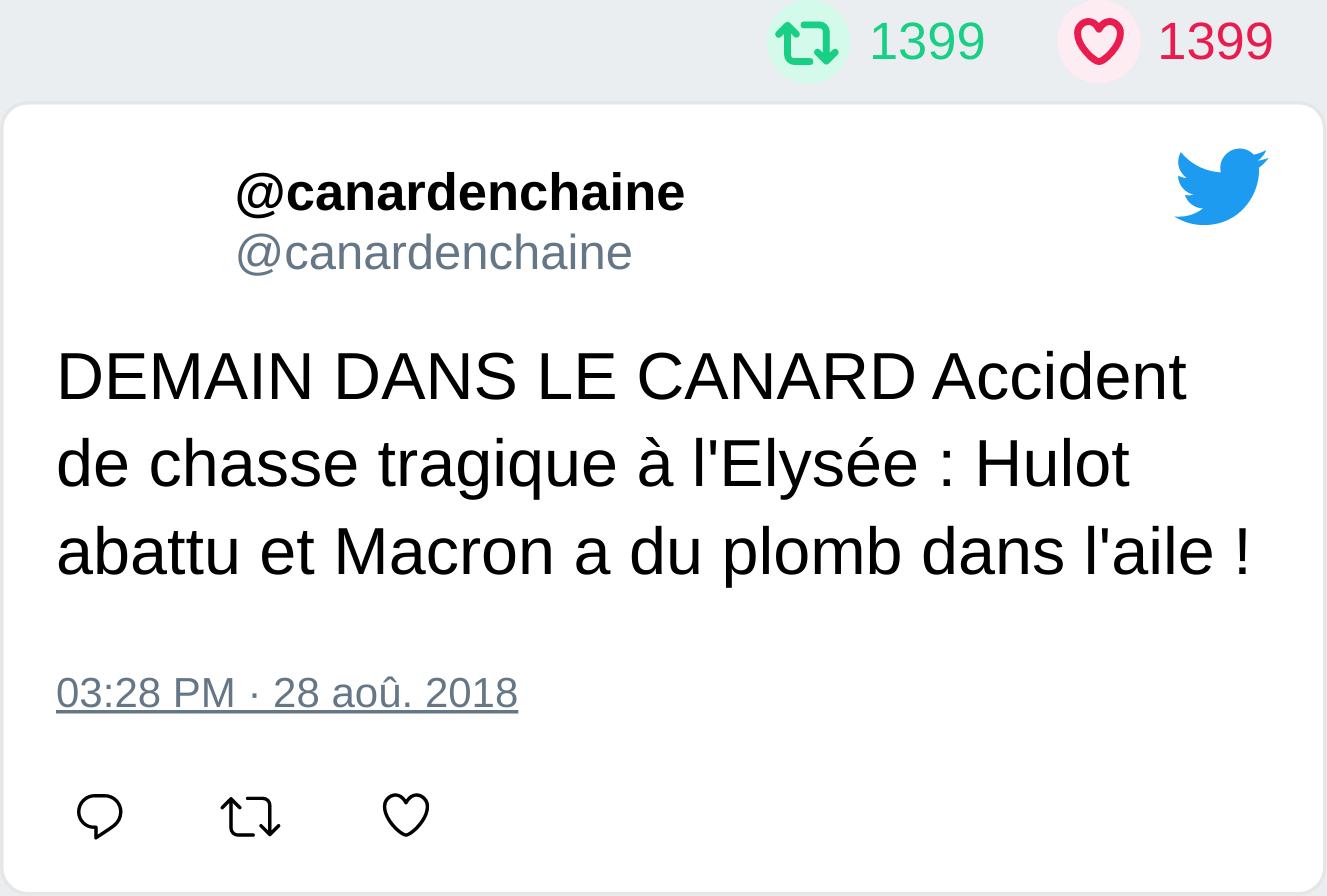 1399 1399
@canardenchaine
@canardenchaine
DEMAIN DANS LE CANARD Accident
de chasse tragique à l'Elysée : Hulot
abattu et Macron a du plomb dans l'aile !
03:28 PM · 28 aoû. 2018